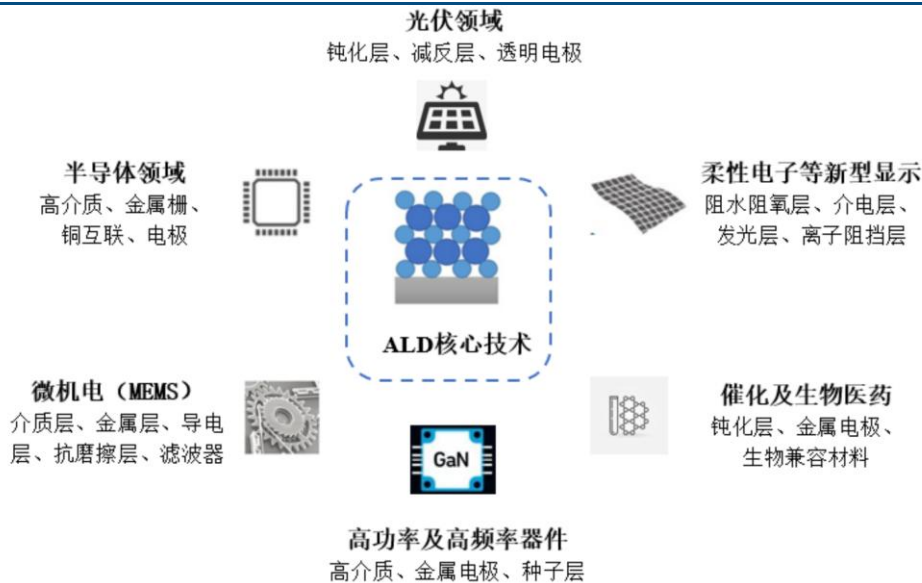 光伏领域
钝化层、减反层、透明电极
半导体领域
高介质、金属栅、
铜互联、电极
柔性电子等新型显示
阻水阻氧层、介电层、
发光层、离子阻挡层
ALD核心技术
微机电（MEMS）
介质层、金属层、导电
层、抗磨擦层、滤波器
催化及生物医药
钝化层、金属电极、
生物兼容材料
GaN
高功率及高频率器件
高介质、金属电极、种子层